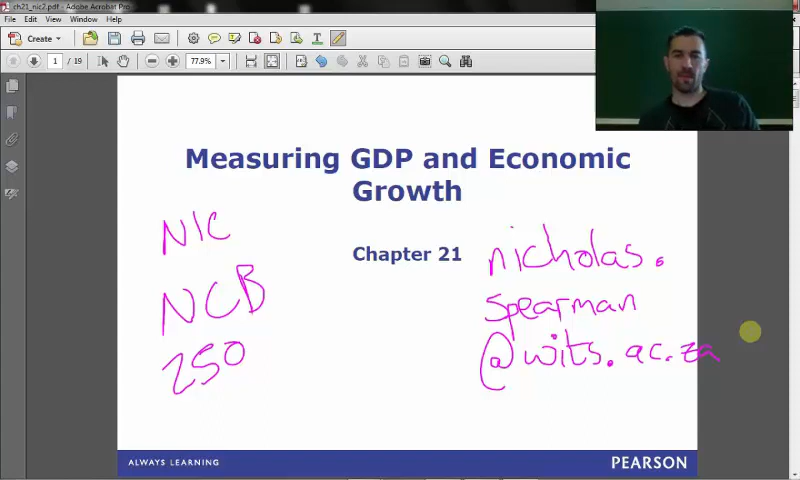 ch21_nic2.pdf - Adobe Acrobat Pro
File Edit View Window Help
Create
1 / 19 77.9%
Measuring GDP and Economic
Growth
Chapter 21
NIC
NCB
250
nicholas.
spearman
@wits.ac.za
ALWAYS LEARNING
PEARSON